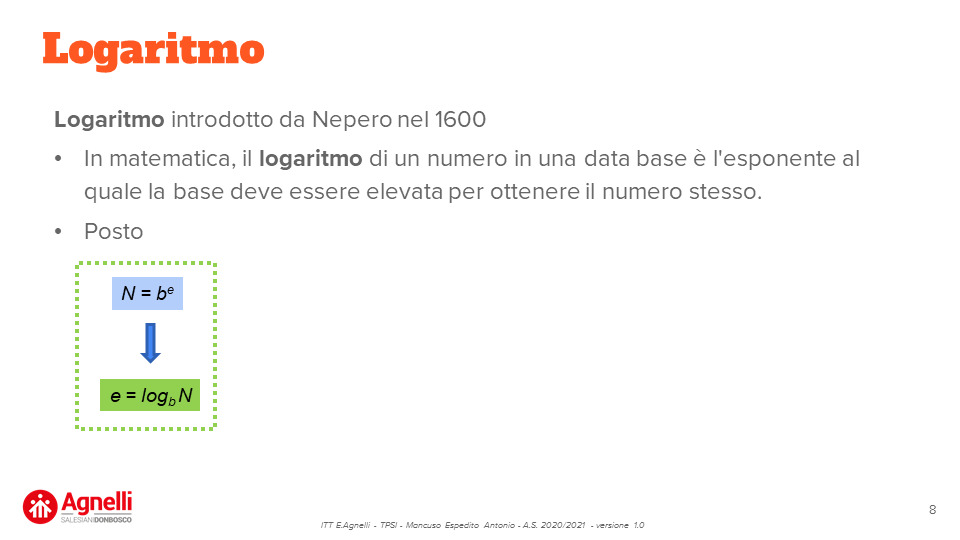 Logaritmo
Logaritmo introdotto da Nepero nel 1600
• In matematica, il logaritmo di un numero in una data base è l'esponente al
quale la base deve essere elevata per ottenere il numero stesso.
• Posto
N = bᵉ
e = log_b N
Agnelli
SALESIANI DONBOSCO
ITT E.Agnelli - TPSI - Mancuso Espedito Antonio - A.S. 2020/2021 - versione 1.0
8